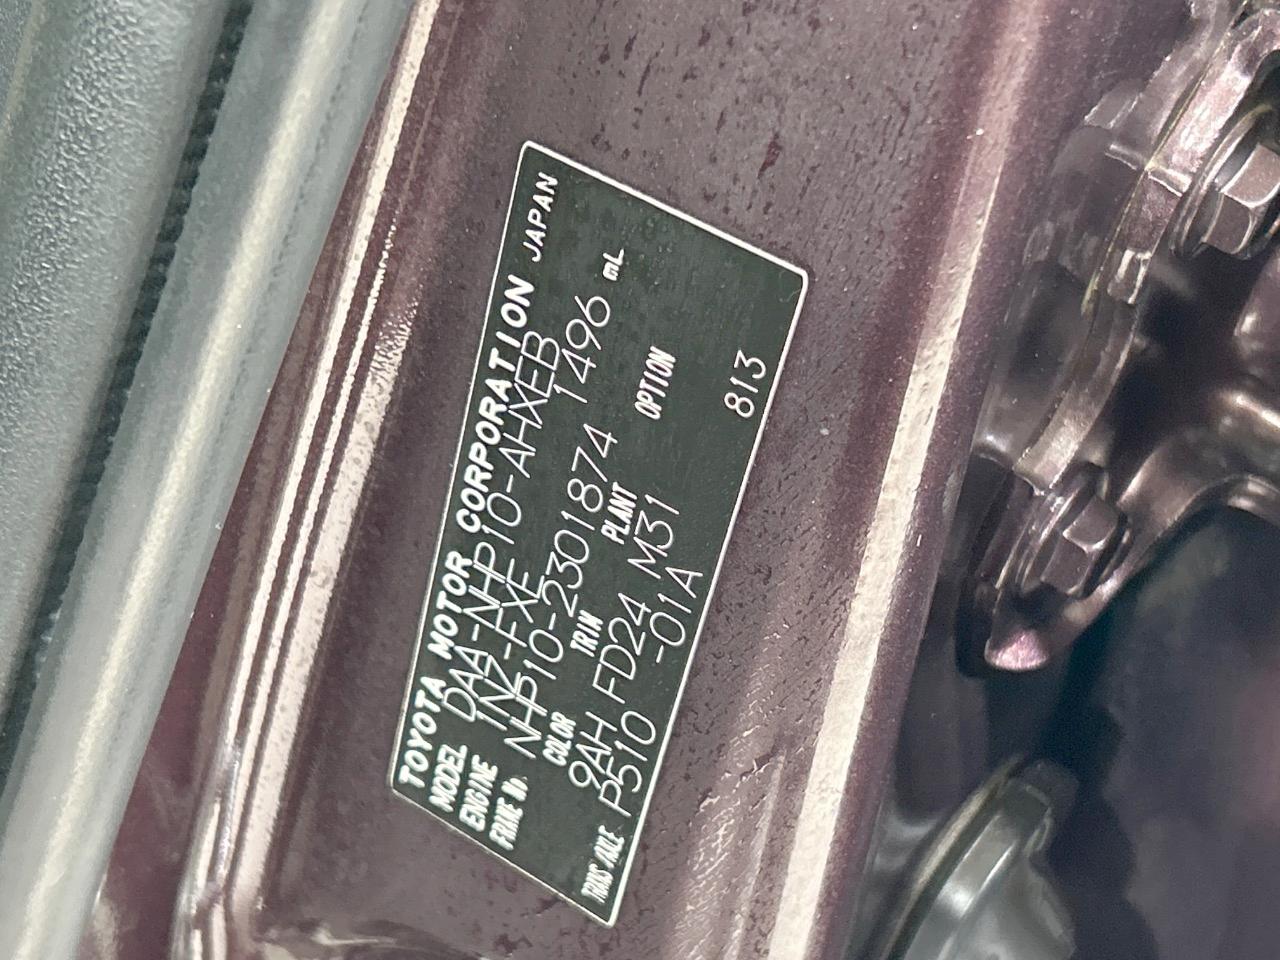 TOYOTA MOTOR CORPORATION JAPAN
MODEL DAA-NHP10-AHXEB
ENGINE 1NZ-FXE 1496 mL
FRAME No. NHP10-2301874
COLOR TRIM PLANT OPTION
9AH FD24 M31
TRANS/AXLE P510 -01A 813